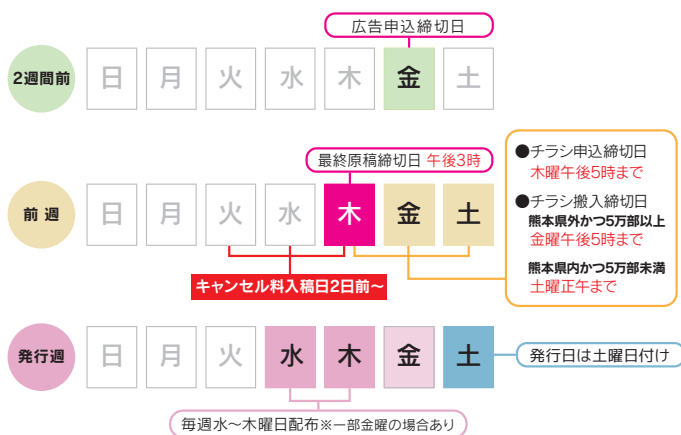 広告申込締切日
2週間前 日 月 火 水 木 金 土
最終原稿締切日 午後3時
前週 日 月 火 水 木 金 土
キャンセル料入稿日2日前~
●チラシ申込締切日
木曜午後5時まで
●チラシ搬入締切日
熊本県外かつ5万部以上
金曜午後5時まで
熊本県内かつ5万部未満
土曜正午まで
発行週 日 月 火 水 木 金 土
発行日は土曜日付け
毎週水~木曜日配布※一部金曜の場合あり